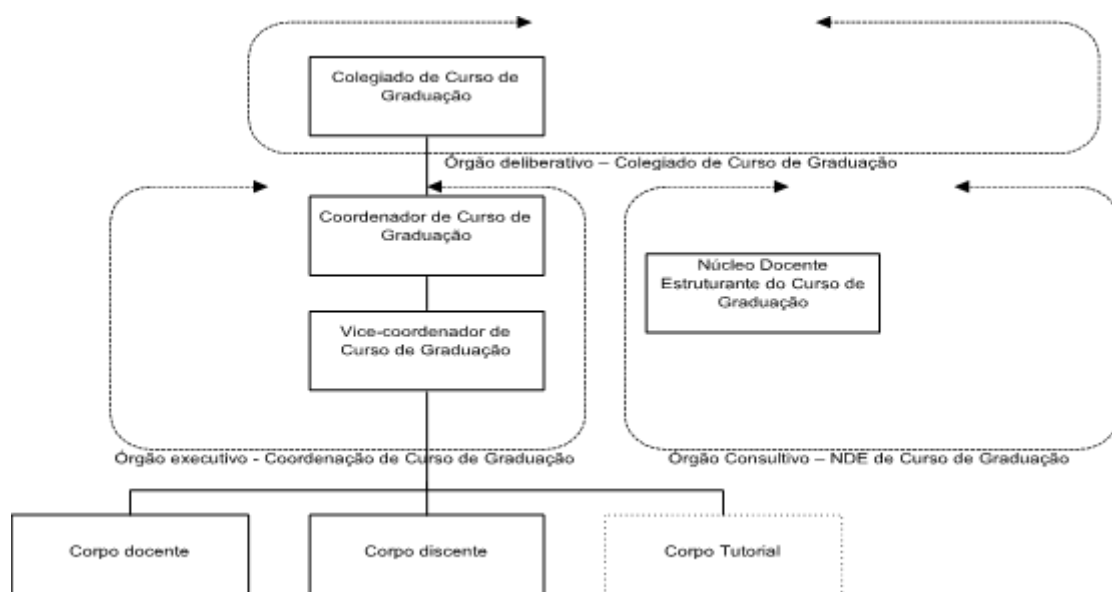 Colegiado de Curso de
Graduação
Órgão deliberativo – Colegiado de Curso de Graduação
Coordenador de Curso de
Graduação
Vice-coordenador de
Curso de Graduação
Órgão executivo - Coordenação de Curso de Graduação
Núcleo Docente
Estruturante do Curso de
Graduação
Órgão Consultivo – NDE de Curso de Graduação
Corpo docente
Corpo discente
Corpo Tutorial